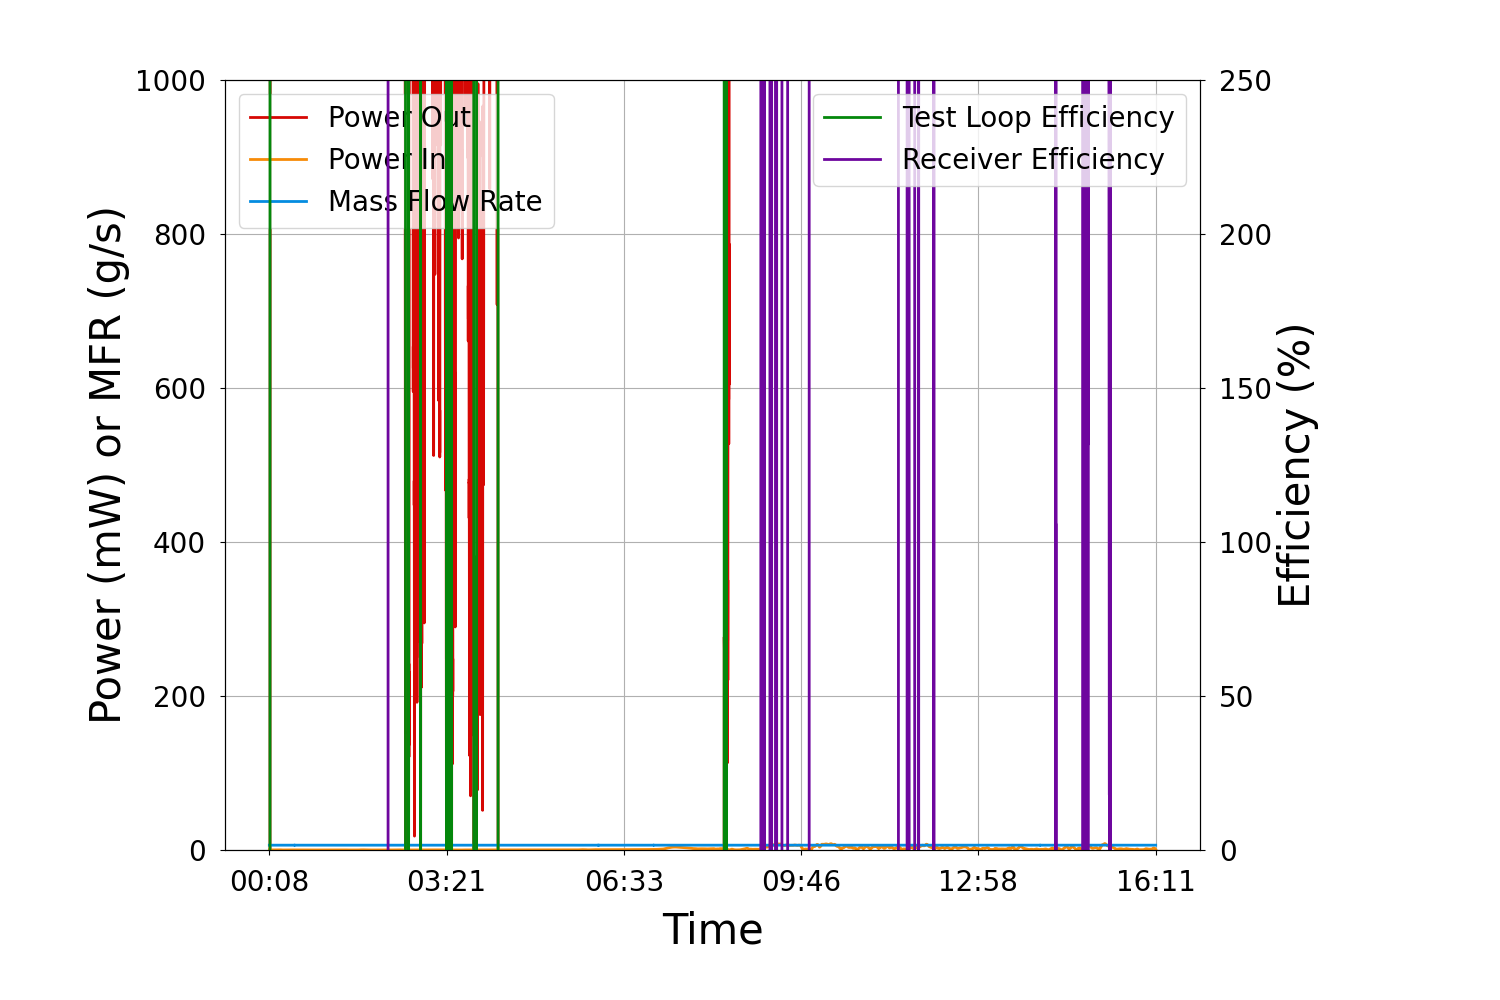 1000
800
600
400
200
0
Power (mW) or MFR (g/s)
Power Out
Power In
Mass Flow Rate
Test Loop Efficiency
Receiver Efficiency
250
200
150
100
50
0
Efficiency (%)
00:08 03:21 06:33 09:46 12:58 16:11
Time